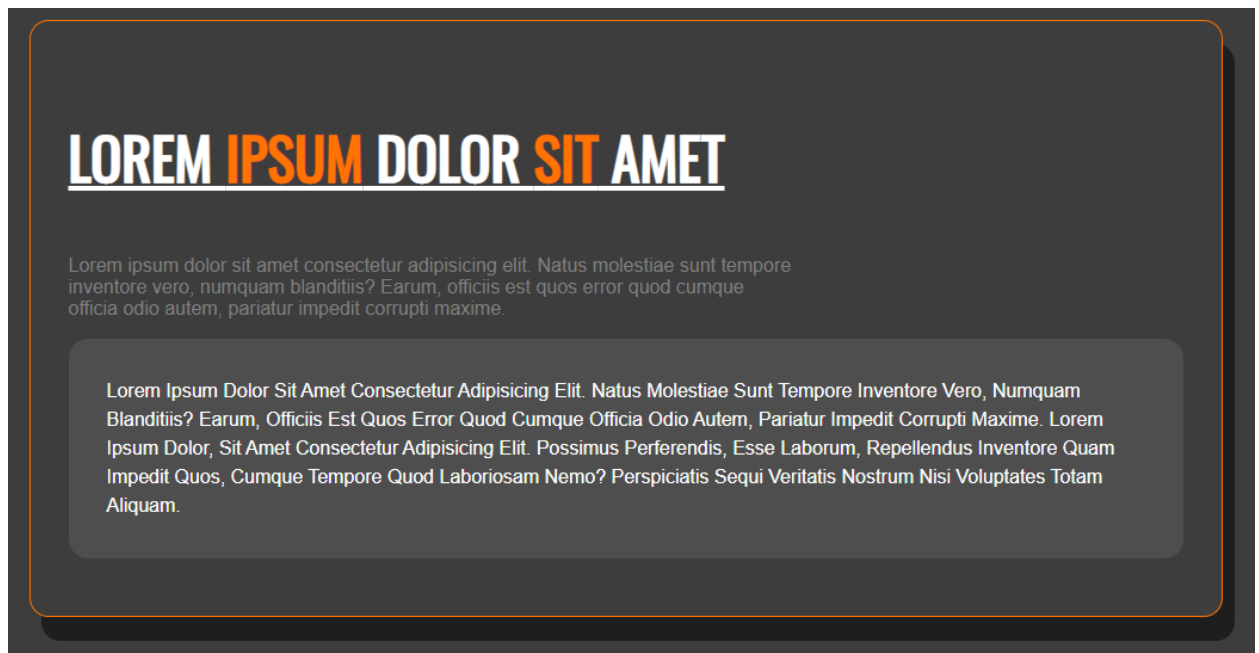 LOREM IPSUM DOLOR SIT AMET
Lorem ipsum dolor sit amet consectetur adipisicing elit. Natus molestiae sunt tempore
inventore vero, numquam blanditiis? Earum, officiis est quos error quod cumque
officia odio autem, pariatur impedit corrupti maxime.
Lorem Ipsum Dolor Sit Amet Consectetur Adipisicing Elit. Natus Molestiae Sunt Tempore Inventore Vero, Numquam
Blanditiis? Earum, Officiis Est Quos Error Quod Cumque Officia Odio Autem, Pariatur Impedit Corrupti Maxime. Lorem
Ipsum Dolor, Sit Amet Consectetur Adipisicing Elit. Possimus Perferendis, Esse Laborum, Repellendus Inventore Quam
Impedit Quos, Cumque Tempore Quod Laboriosam Nemo? Perspiciatis Sequi Veritatis Nostrum Nisi Voluptates Totam
Aliquam.